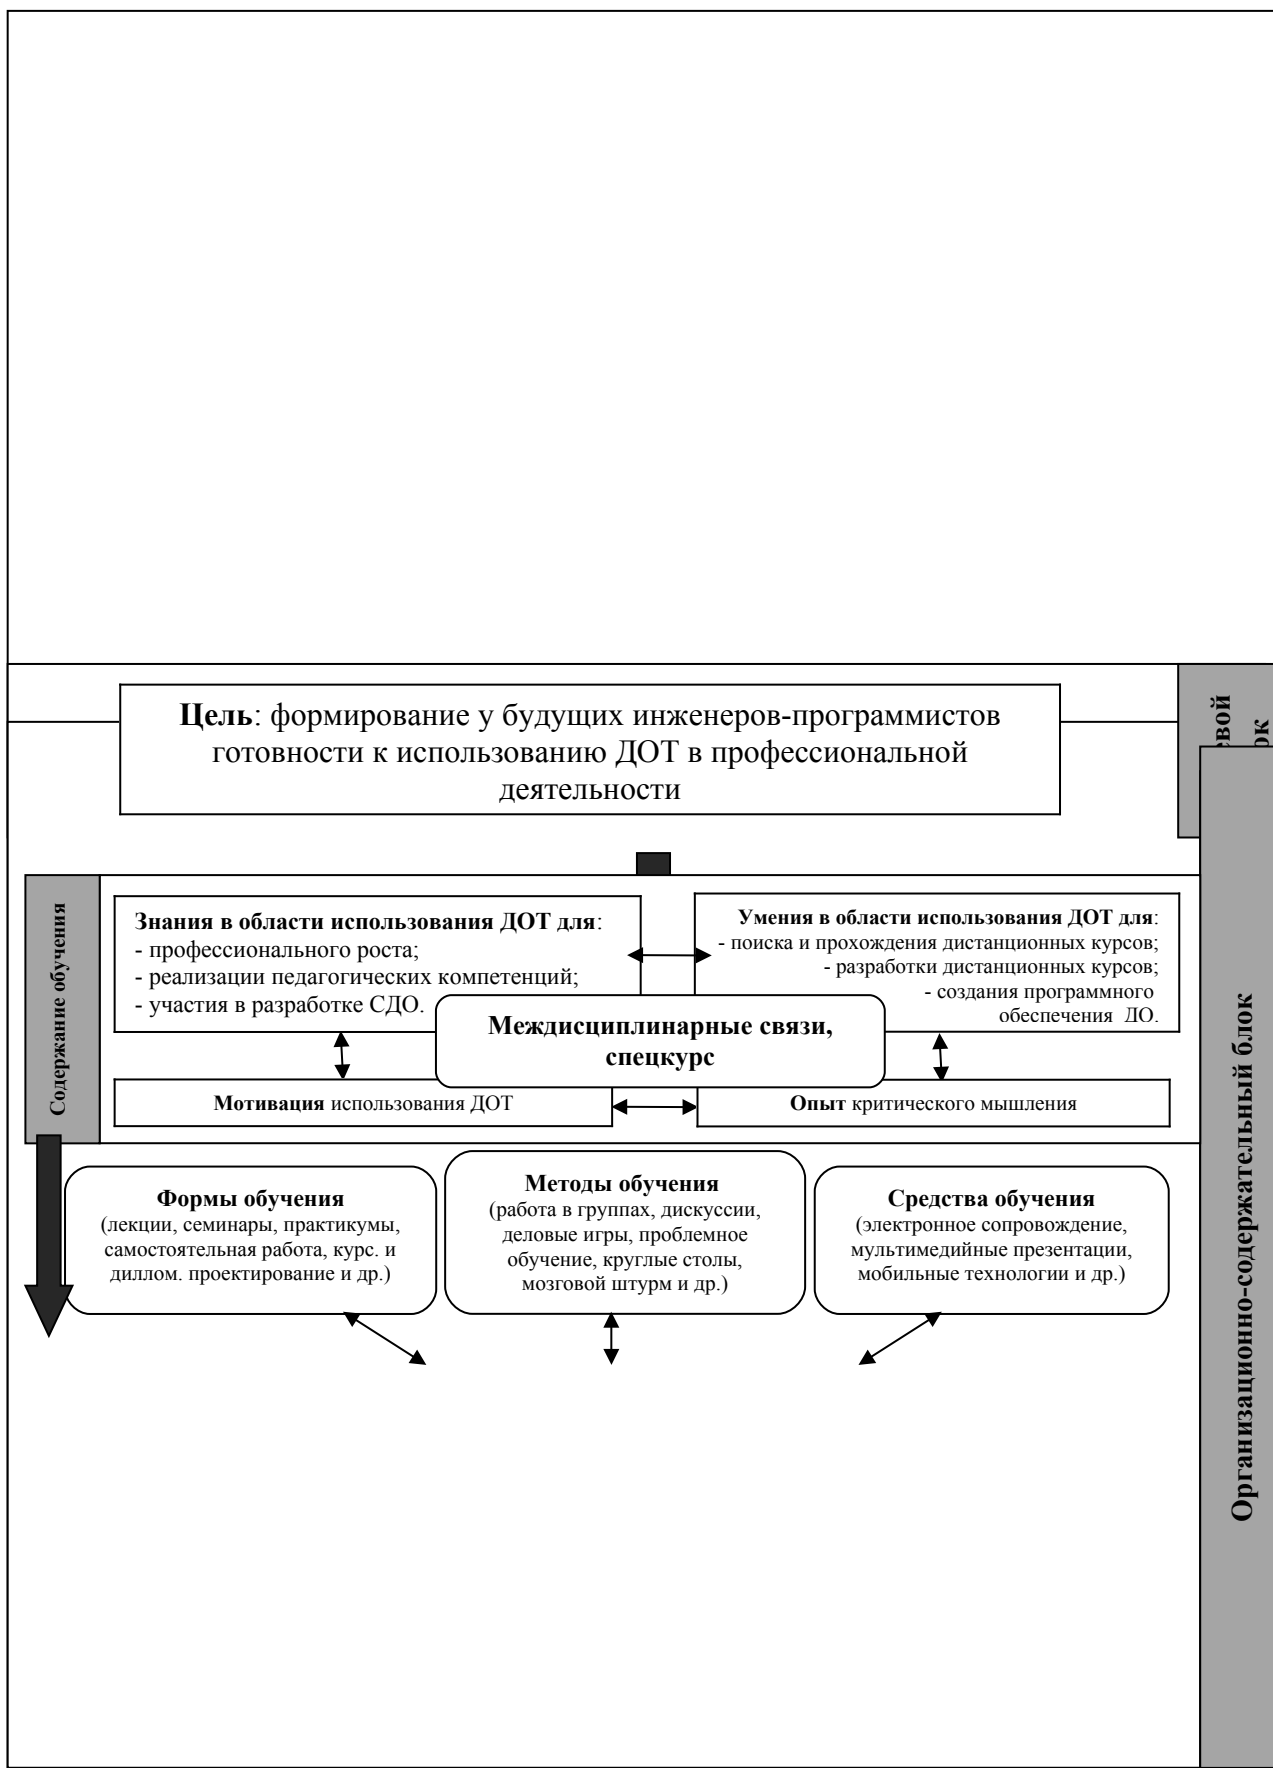 Цель: формирование у будущих инженеров-программистов
готовности к использованию ДОТ в профессиональной
деятельности
евой
ок
Содержание обучения
Знания в области использования ДОТ для:
- профессионального роста;
- реализации педагогических компетенций;
- участия в разработке СДО.
Умения в области использования ДОТ для:
- поиска и прохождения дистанционных курсов;
- разработки дистанционных курсов;
- создания программного
обеспечения ДО.
Междисциплинарные связи,
спецкурс
Мотивация использования ДОТ
Опыт критического мышления
Организационно-содержательный блок
Формы обучения
(лекции, семинары, практикумы,
самостоятельная работа, курс. и
диллом. проектирование и др.)
Методы обучения
(работа в группах, дискуссии,
деловые игры, проблемное
обучение, круглые столы,
мозговой штурм и др.)
Средства обучения
(электронное сопровождение,
мультимедийные презентации,
мобильные технологии и др.)